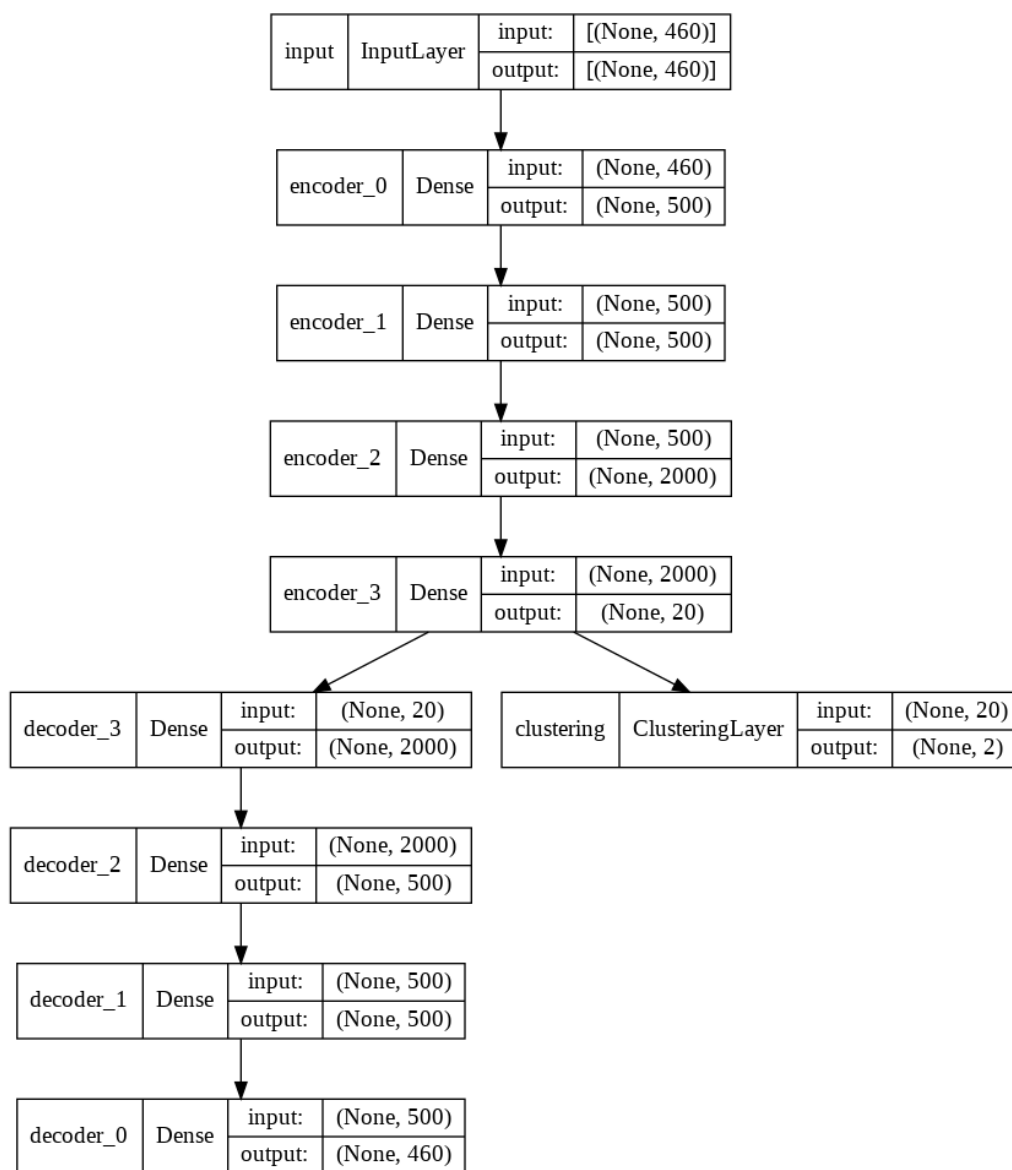 input InputLayer input: [(None, 460)]
output: [(None, 460)]
encoder_0 Dense input: (None, 460)
output: (None, 500)
encoder_1 Dense input: (None, 500)
output: (None, 500)
encoder_2 Dense input: (None, 500)
output: (None, 2000)
encoder_3 Dense input: (None, 2000)
output: (None, 20)
decoder_3 Dense input: (None, 20)
output: (None, 2000)
clustering ClusteringLayer input: (None, 20)
output: (None, 2)
decoder_2 Dense input: (None, 2000)
output: (None, 500)
decoder_1 Dense input: (None, 500)
output: (None, 500)
decoder_0 Dense input: (None, 500)
output: (None, 460)